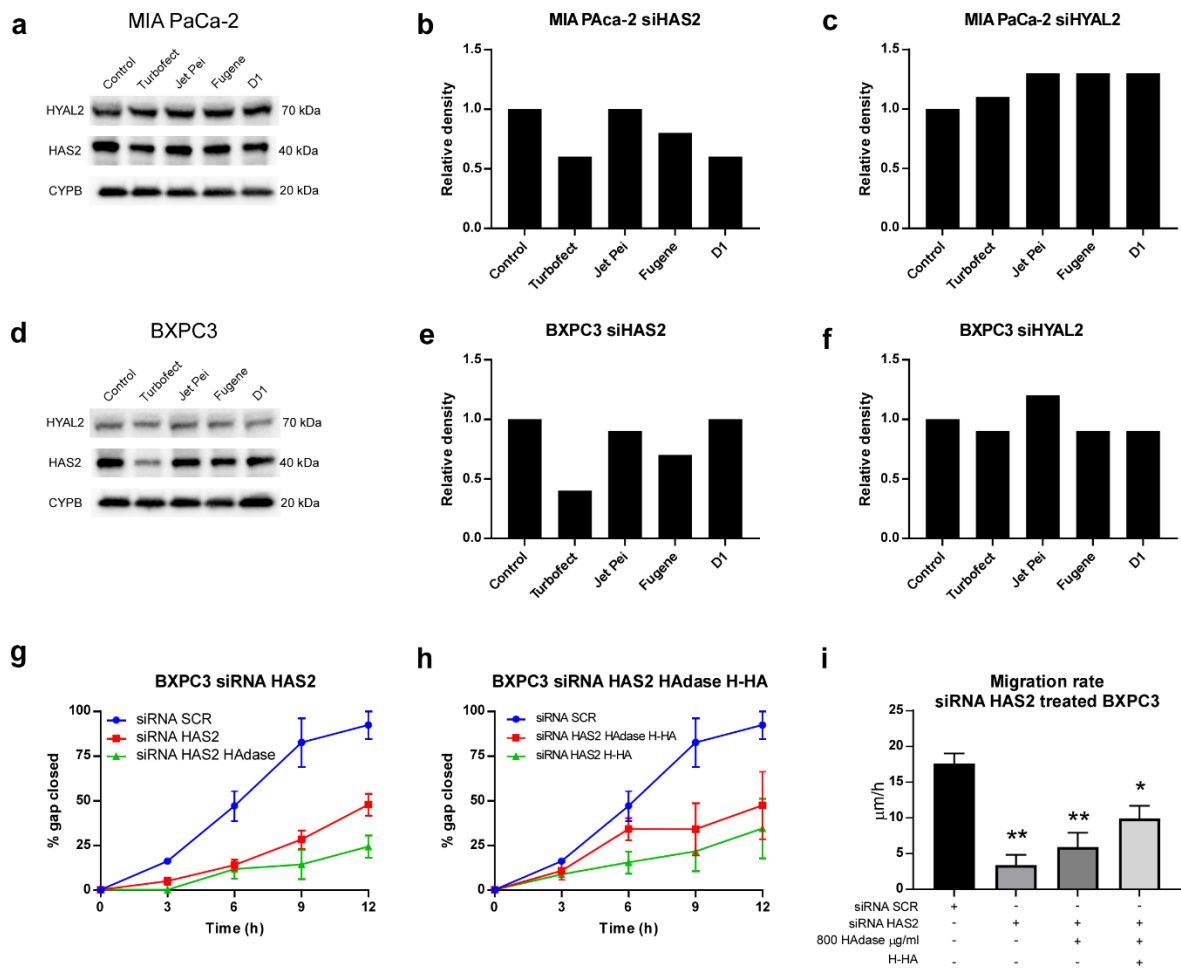 a
MIA PaCa-2
Control
Turbofect
Jet Pei
Fugene
D1
HYAL2
70 kDa
HAS2
40 kDa
CYPB
20 kDa
b
MIA PAca-2 siHAS2
Relative density
1.5
1.0
0.5
0.0
Control
Turbofect
Jet Pei
Fugene
D1
c
MIA PaCa-2 siHYAL2
Relative density
1.5
1.0
0.5
0.0
Control
Turbofect
Jet Pei
Fugene
D1
d
BXPC3
Control
Turbofect
Jet Pei
Fugene
D1
HYAL2
70 kDa
HAS2
40 kDa
CYPB
20 kDa
e
BXPC3 siHAS2
Relative density
1.5
1.0
0.5
0.0
Control
Turbofect
Jet Pei
Fugene
D1
f
BXPC3 siHYAL2
Relative density
1.5
1.0
0.5
0.0
Control
Turbofect
Jet Pei
Fugene
D1
g
BXPC3 siRNA HAS2
% gap closed
100
75
50
25
0
siRNA SCR
siRNA HAS2
siRNA HAS2 HAdase
0 3 6 9 12
Time (h)
h
BXPC3 siRNA HAS2 HAdase H-HA
% gap closed
100
75
50
25
0
siRNA SCR
siRNA HAS2 HAdase H-HA
siRNA HAS2 H-HA
0 3 6 9 12
Time (h)
i
Migration rate
siRNA HAS2 treated BXPC3
μm/h
25
20
15
10
5
0
** ** *
siRNA SCR + - - -
siRNA HAS2 - + + +
800 HAdase μg/ml - - + +
H-HA - - - +